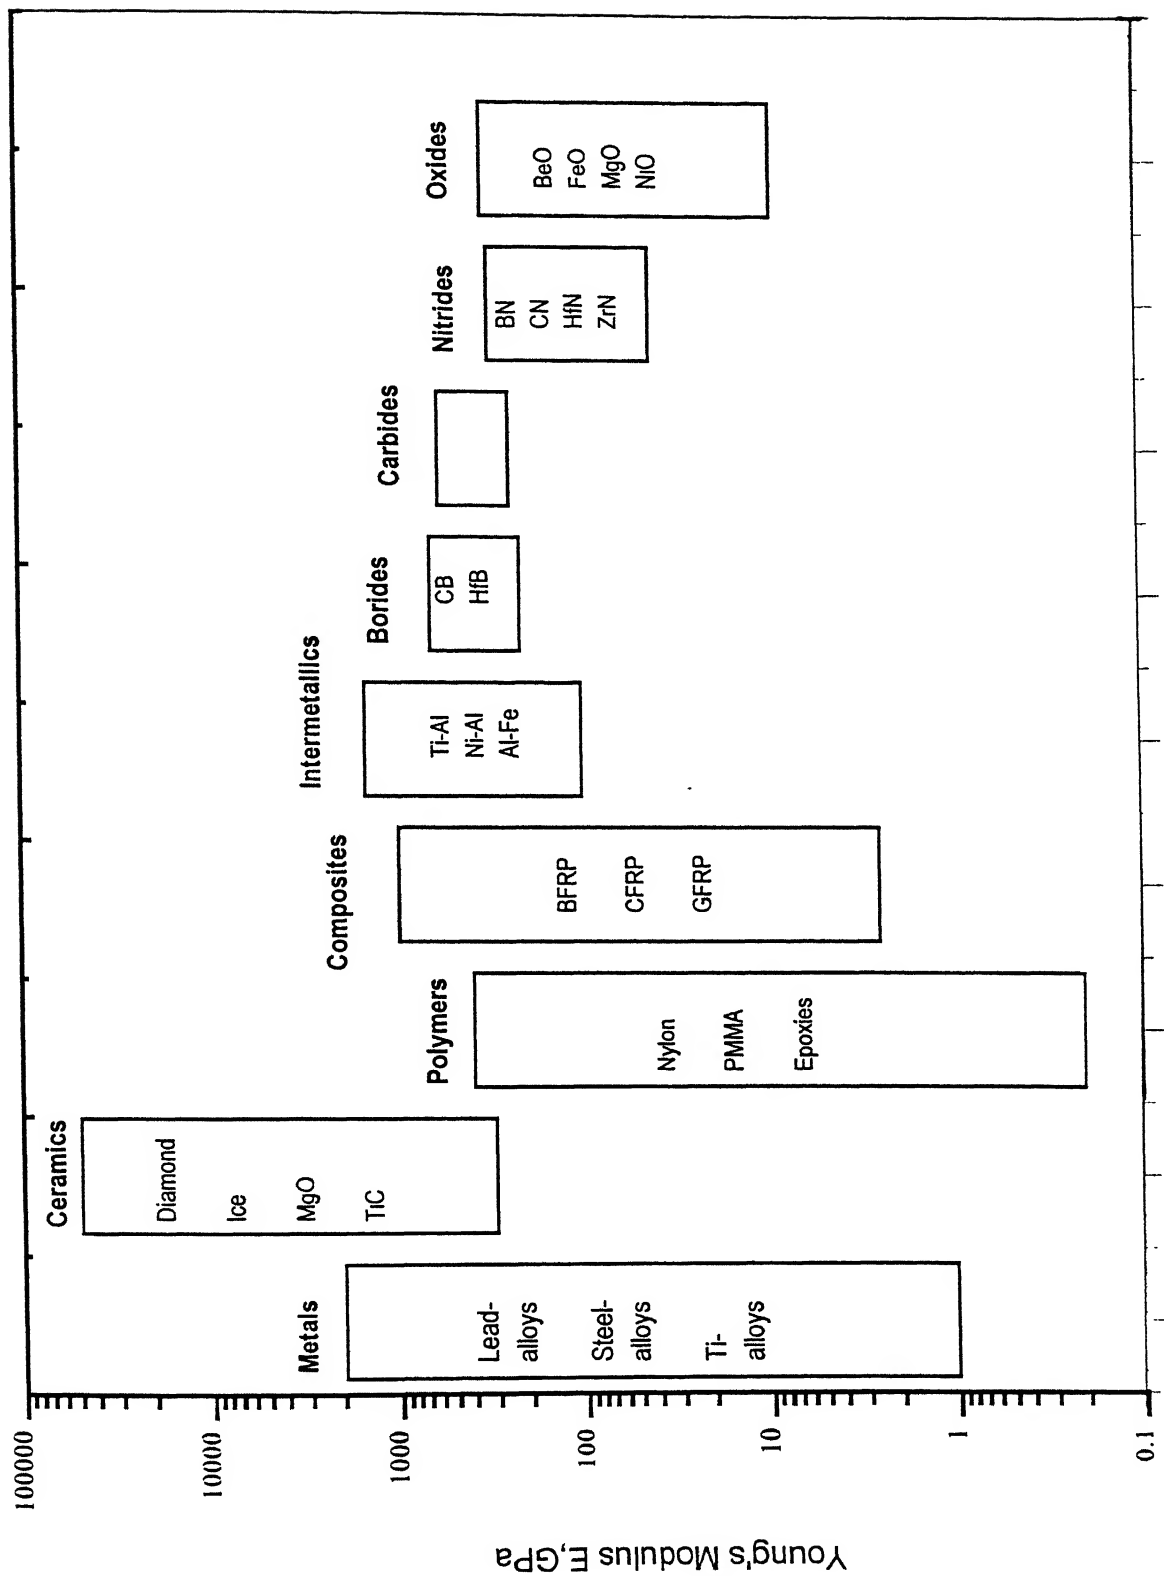 Young's Modulus E,GPa
100000
10000
1000
100
10
1
0.1
Metals
Lead-
alloys
Steel-
alloys
Ti-
alloys
Ceramics
Diamond
Ice
MgO
TiC
Polymers
Nylon
PMMA
Epoxies
Composites
BFRP
CFRP
GFRP
Intermetallics
Ti-Al
Ni-Al
Al-Fe
Borides
CB
HfB
Carbides
Nitrides
BN
CN
HfN
ZrN
Oxides
BeO
FeO
MgO
NiO